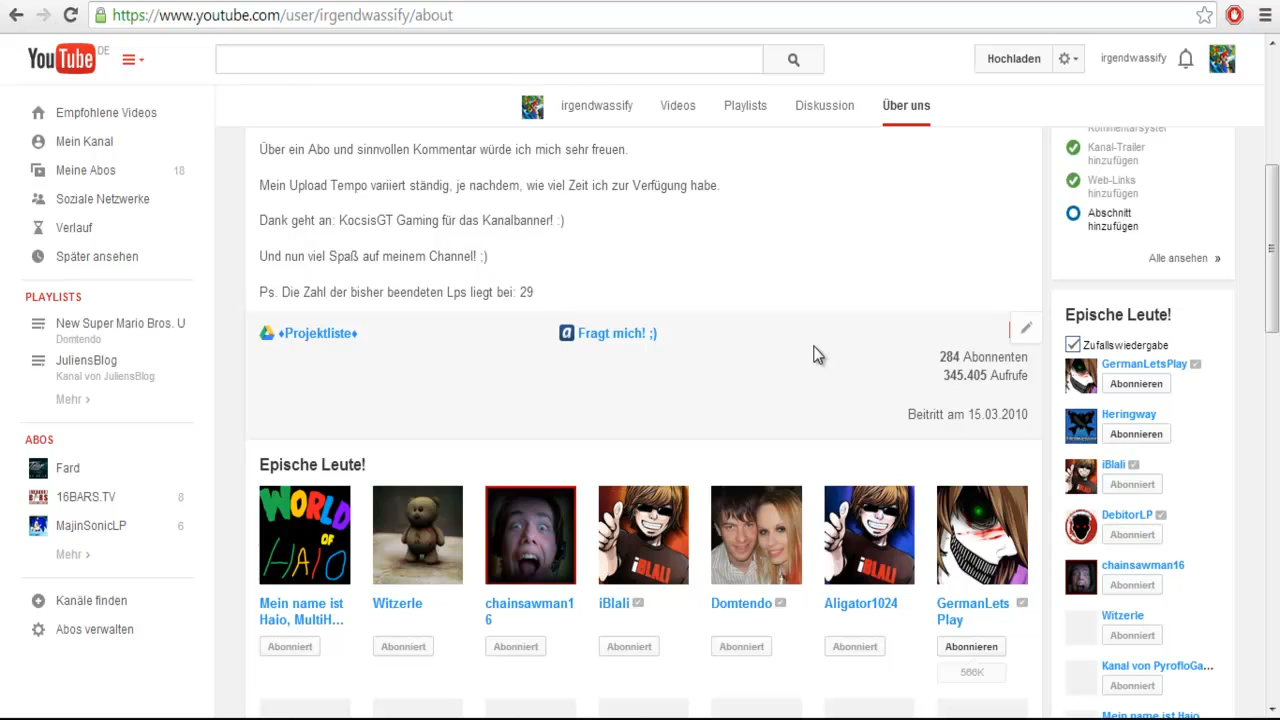 https://www.youtube.com/user/irgendwassify/about
YouTube DE
Hochladen
irgendwassify
irgendwassify Videos Playlists Diskussion Über uns
Empfohlene Videos
Mein Kanal
Meine Abos 18
Soziale Netzwerke
Verlauf
Später ansehen
PLAYLISTS
New Super Mario Bros. U
Domtendo
JuliensBlog
Kanal von JuliensBlog
Mehr ›
ABOS
Fard
16BARS.TV 8
MajinSonicLP 6
Mehr ›
Kanäle finden
Abos verwalten
Über ein Abo und sinnvollen Kommentar würde ich mich sehr freuen.
Mein Upload Tempo variiert ständig, je nachdem, wie viel Zeit ich zur Verfügung habe.
Dank geht an: KocsisGT Gaming für das Kanalbanner! :)
Und nun viel Spaß auf meinem Channel! ;)
Ps. Die Zahl der bisher beendeten Lps liegt bei: 29
♦Projektliste♦
a Fragt mich! ;)
284 Abonnenten
345.405 Aufrufe
Beitritt am 15.03.2010
Epische Leute!
WORLD
OF
HAIO
iBLALI
iBLALI
Mein name ist
Haio, MultiH...
Abonniert
Witzerle
Abonniert
chainsawman1
6
Abonniert
iBlali
Abonniert
Domtendo
Abonniert
Aligator1024
Abonniert
GermanLets
Play
Abonnieren
566K
Kommentarsystem
Kanal-Trailer
hinzufügen
Web-Links
hinzufügen
Abschnitt
hinzufügen
Alle ansehen »
Epische Leute!
Zufallswiedergabe
GermanLetsPlay
Abonnieren
Heringway
Abonnieren
iBlali
Abonniert
DebitorLP
Abonniert
chainsawman16
Abonniert
Witzerle
Abonniert
Kanal von PyrofloGa...
Abonniert
Mein name ist Haio